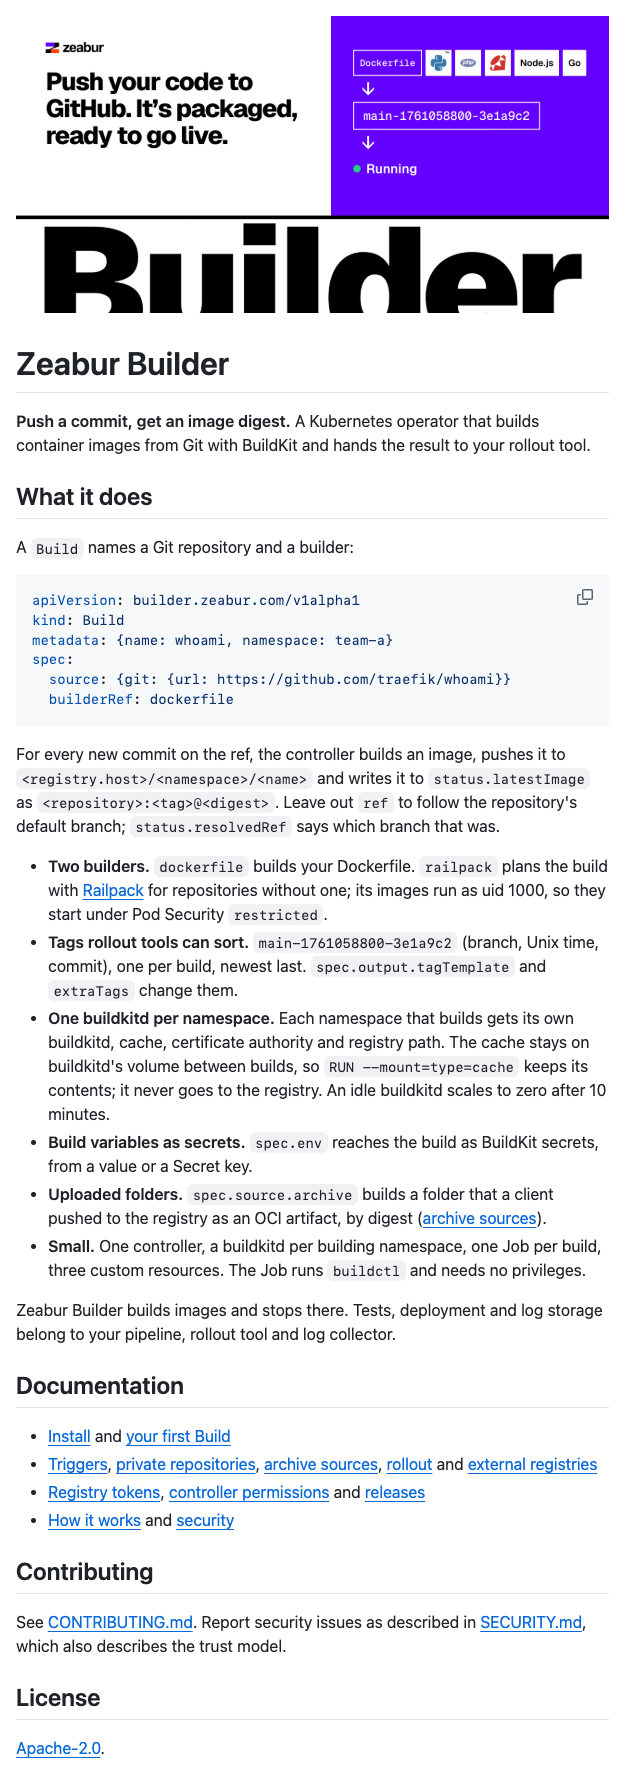 zeabur
Push your code to
GitHub. It's packaged,
ready to go live.
Dockerfile
php
Node.js
Go
main-1761058800-3e1a9c2
Running
Builder
Zeabur Builder
Push a commit, get an image digest. A Kubernetes operator that builds
container images from Git with BuildKit and hands the result to your rollout tool.
What it does
A Build names a Git repository and a builder:
apiVersion: builder.zeabur.com/v1alpha1
kind: Build
metadata: {name: whoami, namespace: team-a}
spec:
  source: {git: {url: https://github.com/traefik/whoami}}
  builderRef: dockerfile
For every new commit on the ref, the controller builds an image, pushes it to
<registry.host>/<namespace>/<name> and writes it to status.latestImage
as <repository>:<tag>@<digest>. Leave out ref to follow the repository's
default branch; status.resolvedRef says which branch that was.
• Two builders. dockerfile builds your Dockerfile. railpack plans the build
with Railpack for repositories without one; its images run as uid 1000, so they
start under Pod Security restricted.
• Tags rollout tools can sort. main-1761058800-3e1a9c2 (branch, Unix time,
commit), one per build, newest last. spec.output.tagTemplate and
extraTags change them.
• One buildkitd per namespace. Each namespace that builds gets its own
buildkitd, cache, certificate authority and registry path. The cache stays on
buildkitd's volume between builds, so RUN --mount=type=cache keeps its
contents; it never goes to the registry. An idle buildkitd scales to zero after 10
minutes.
• Build variables as secrets. spec.env reaches the build as BuildKit secrets,
from a value or a Secret key.
• Uploaded folders. spec.source.archive builds a folder that a client
pushed to the registry as an OCI artifact, by digest (archive sources).
• Small. One controller, a buildkitd per building namespace, one Job per build,
three custom resources. The Job runs buildctl and needs no privileges.
Zeabur Builder builds images and stops there. Tests, deployment and log storage
belong to your pipeline, rollout tool and log collector.
Documentation
• Install and your first Build
• Triggers, private repositories, archive sources, rollout and external registries
• Registry tokens, controller permissions and releases
• How it works and security
Contributing
See CONTRIBUTING.md. Report security issues as described in SECURITY.md,
which also describes the trust model.
License
Apache-2.0.